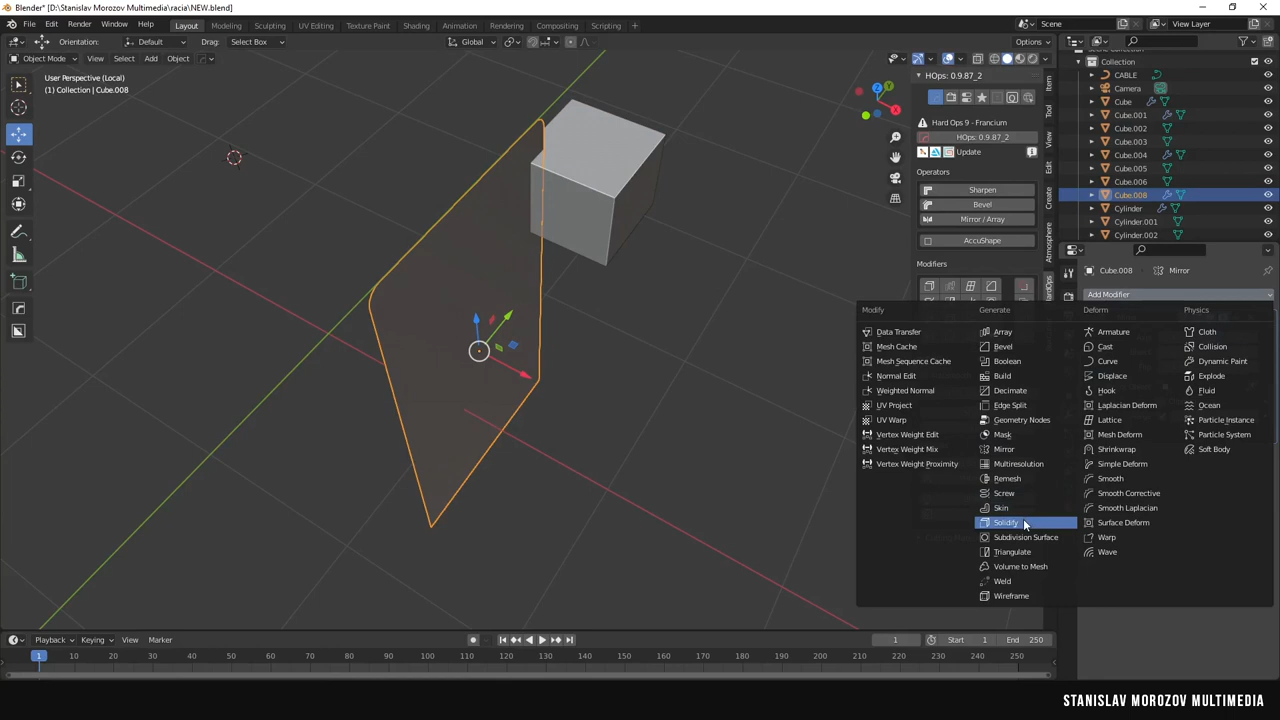 Blender* [D:\Stanislav Morozov Multimedia\racia\NEW.blend]
File Edit Render Window Help Layout Modeling Sculpting UV Editing Texture Paint Shading Animation Rendering Compositing Scripting + Scene View Layer
Orientation: Default Drag: Select Box Global Options
Object Mode View Select Add Object
User Perspective (Local)
(1) Collection | Cube.008
Z
Y
X
Item
Tool
View
Edit
Create
Atmosphere
HardOps
HOps: 0.9.87_2
Hard Ops 9 - Francium
HOps: 0.9.87_2
Update
Operators
Sharpen
Bevel
Mirror / Array
AccuShape
Modifiers
Scene Collection
Collection
CABLE
Camera
Cube
Cube.001
Cube.002
Cube.003
Cube.004
Cube.005
Cube.006
Cube.008
Cylinder
Cylinder.001
Cylinder.002
Cube.008 Mirror
Add Modifier
Modify
Data Transfer
Mesh Cache
Mesh Sequence Cache
Normal Edit
Weighted Normal
UV Project
UV Warp
Vertex Weight Edit
Vertex Weight Mix
Vertex Weight Proximity
Generate
Array
Bevel
Boolean
Build
Decimate
Edge Split
Geometry Nodes
Mask
Mirror
Multiresolution
Remesh
Screw
Skin
Solidify
Subdivision Surface
Triangulate
Volume to Mesh
Weld
Wireframe
Deform
Armature
Cast
Curve
Displace
Hook
Laplacian Deform
Lattice
Mesh Deform
Shrinkwrap
Simple Deform
Smooth
Smooth Corrective
Smooth Laplacian
Surface Deform
Warp
Wave
Physics
Cloth
Collision
Dynamic Paint
Explode
Fluid
Ocean
Particle Instance
Particle System
Soft Body
Playback Keying View Marker 1 Start 1 End 250
1 10 20 30 40 50 60 70 80 90 100 110 120 130 140 150 160 170 180 190 200 210 220 230 240 250
STANISLAV MOROZOV MULTIMEDIA